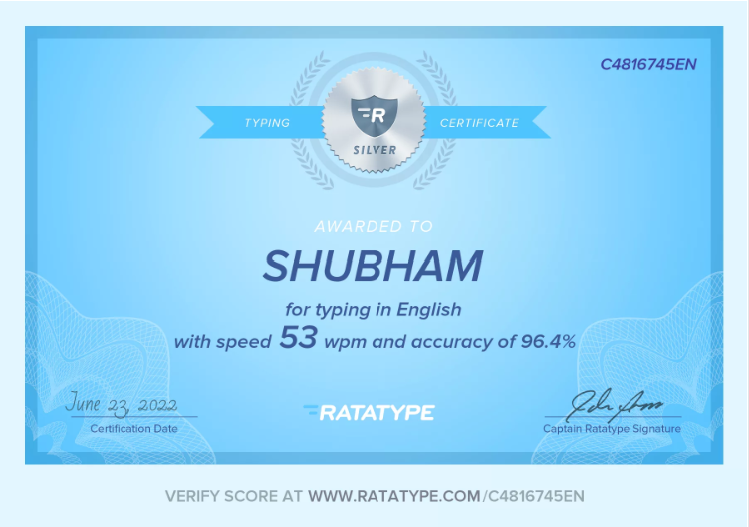 C4816745EN
TYPING
R
SILVER
CERTIFICATE
AWARDED TO
SHUBHAM
for typing in English
with speed 53 wpm and accuracy of 96.4%
June 23, 2022
Certification Date
RATATYPE
Captain Ratatype Signature
VERIFY SCORE AT WWW.RATATYPE.COM/C4816745EN